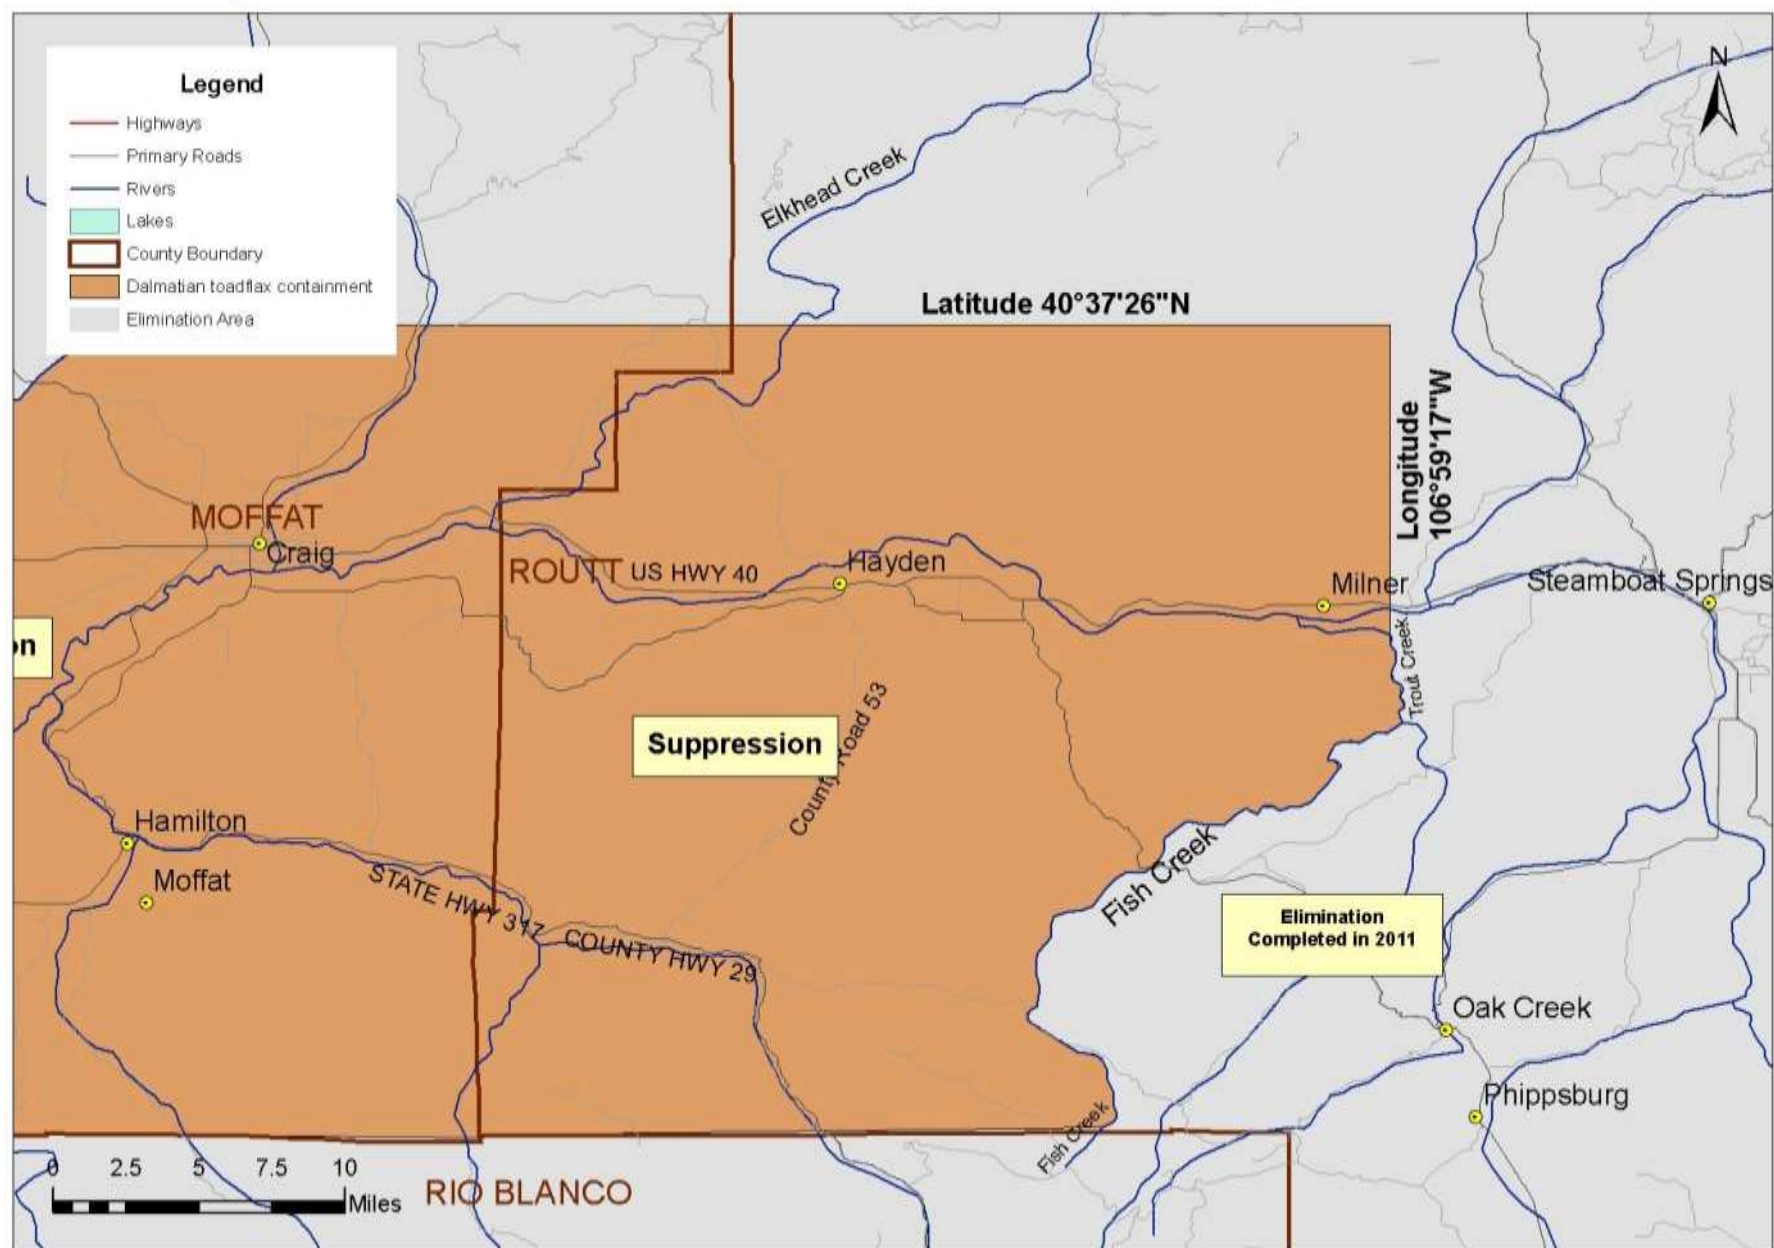 Legend
Highways
Primary Roads
Rivers
Lakes
County Boundary
Dalmatian toadflax containment
Elimination Area
N
Elkhead Creek
Latitude 40°37'26"N
Longitude
106°59'17"W
MOFFAT
Craig
ROUTT
US HWY 40
Hayden
Milner
Steamboat Springs
Trout Creek
on
Suppression
County Road 53
Hamilton
Moffat
STATE HWY 317
COUNTY HWY 29
Fish Creek
Elimination
Completed in 2011
Oak Creek
Phippsburg
Fish Creek
0 2.5 5 7.5 10
Miles
RIO BLANCO